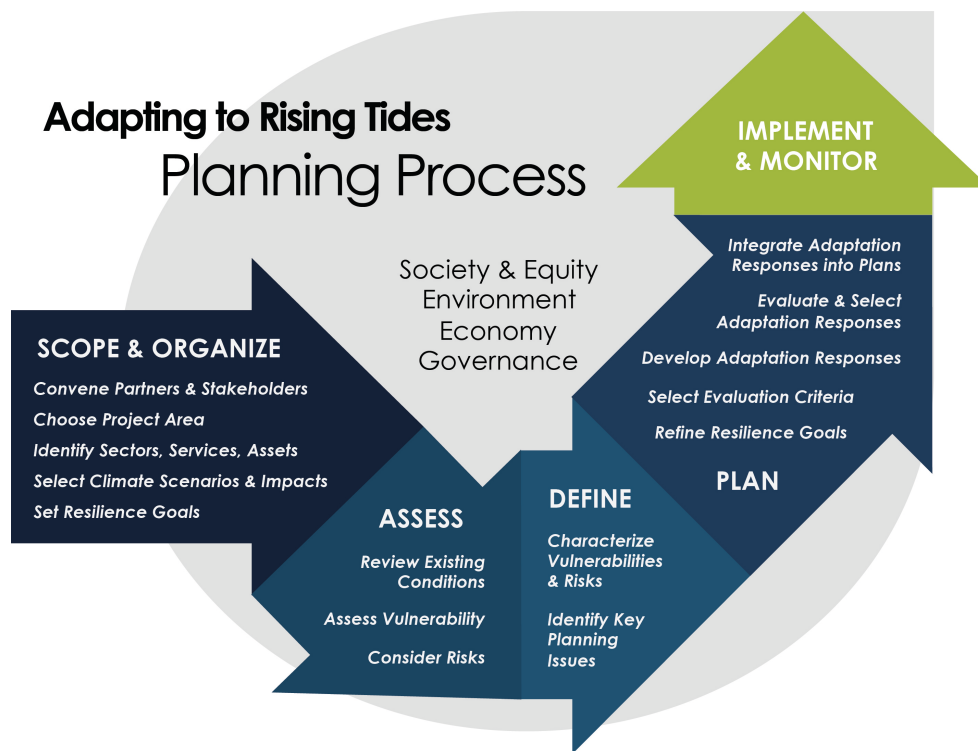 Adapting to Rising Tides
Planning Process
Society & Equity
Environment
Economy
Governance
SCOPE & ORGANIZE
Convene Partners & Stakeholders
Choose Project Area
Identify Sectors, Services, Assets
Select Climate Scenarios & Impacts
Set Resilience Goals
ASSESS
Review Existing
Conditions
Assess Vulnerability
Consider Risks
DEFINE
Characterize
Vulnerabilities
& Risks
Identify Key
Planning
Issues
IMPLEMENT
& MONITOR
Integrate Adaptation
Responses into Plans
Evaluate & Select
Adaptation Responses
Develop Adaptation Responses
Select Evaluation Criteria
Refine Resilience Goals
PLAN